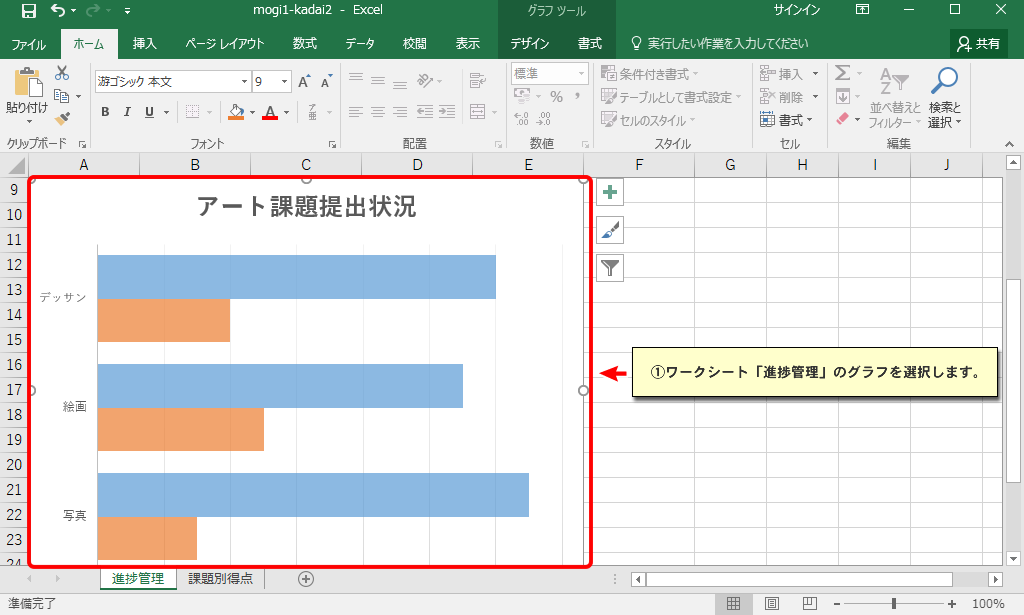 mogi1-kadai2 - Excel
グラフ ツール
サインイン
ファイル ホーム 挿入 ページ レイアウト 数式 データ 校閲 表示 デザイン 書式 実行したい作業を入力してください 共有
貼り付け
クリップボード
游ゴシック 本文 9 A A
B I U A 亜
フォント
配置
標準
% ,
.0 .00
.00 .0
数値
条件付き書式
テーブルとして書式設定
セルのスタイル
スタイル
挿入
削除
書式
セル
Σ
並べ替えと
フィルター
検索と
選択
編集
A B C D E F G H I J
9
10
11
12
13
14
15
16
17
18
19
20
21
22
23
24
アート課題提出状況
デッサン
絵画
写真
①ワークシート「進捗管理」のグラフを選択します。
進捗管理 課題別得点
準備完了
100%